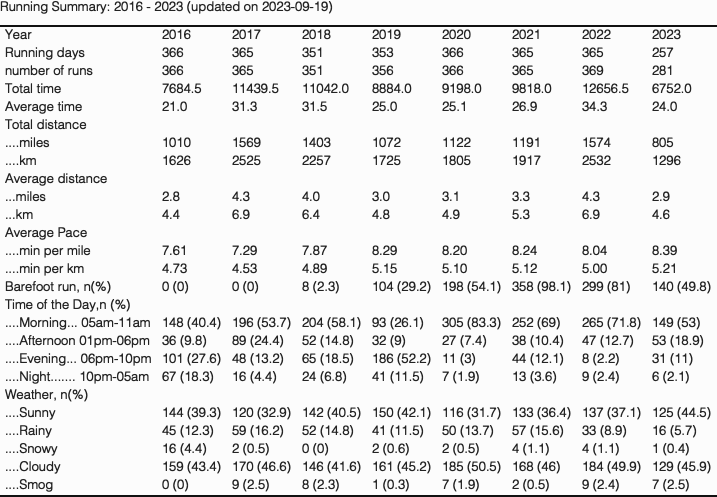 Running Summary: 2016 - 2023 (updated on 2023-09-19)
Year 2016 2017 2018 2019 2020 2021 2022 2023
Running days 366 365 351 353 366 365 365 257
number of runs 366 365 351 356 366 365 369 281
Total time 7684.5 11439.5 11042.0 8884.0 9198.0 9818.0 12656.5 6752.0
Average time 21.0 31.3 31.5 25.0 25.1 26.9 34.3 24.0
Total distance
....miles 1010 1569 1403 1072 1122 1191 1574 805
....km 1626 2525 2257 1725 1805 1917 2532 1296
Average distance
...miles 2.8 4.3 4.0 3.0 3.1 3.3 4.3 2.9
...km 4.4 6.9 6.4 4.8 4.9 5.3 6.9 4.6
Average Pace
....min per mile 7.61 7.29 7.87 8.29 8.20 8.24 8.04 8.39
....min per km 4.73 4.53 4.89 5.15 5.10 5.12 5.00 5.21
Barefoot run, n(%) 0 (0) 0 (0) 8 (2.3) 104 (29.2) 198 (54.1) 358 (98.1) 299 (81) 140 (49.8)
Time of the Day,n (%)
....Morning... 05am-11am 148 (40.4) 196 (53.7) 204 (58.1) 93 (26.1) 305 (83.3) 252 (69) 265 (71.8) 149 (53)
....Afternoon 01pm-06pm 36 (9.8) 89 (24.4) 52 (14.8) 32 (9) 27 (7.4) 38 (10.4) 47 (12.7) 53 (18.9)
....Evening... 06pm-10pm 101 (27.6) 48 (13.2) 65 (18.5) 186 (52.2) 11 (3) 44 (12.1) 8 (2.2) 31 (11)
....Night....... 10pm-05am 67 (18.3) 16 (4.4) 24 (6.8) 41 (11.5) 7 (1.9) 13 (3.6) 9 (2.4) 6 (2.1)
Weather, n(%)
....Sunny 144 (39.3) 120 (32.9) 142 (40.5) 150 (42.1) 116 (31.7) 133 (36.4) 137 (37.1) 125 (44.5)
....Rainy 45 (12.3) 59 (16.2) 52 (14.8) 41 (11.5) 50 (13.7) 57 (15.6) 33 (8.9) 16 (5.7)
....Snowy 16 (4.4) 2 (0.5) 0 (0) 2 (0.6) 2 (0.5) 4 (1.1) 4 (1.1) 1 (0.4)
....Cloudy 159 (43.4) 170 (46.6) 146 (41.6) 161 (45.2) 185 (50.5) 168 (46) 184 (49.9) 129 (45.9)
....Smog 0 (0) 9 (2.5) 8 (2.3) 1 (0.3) 7 (1.9) 2 (0.5) 9 (2.4) 7 (2.5)